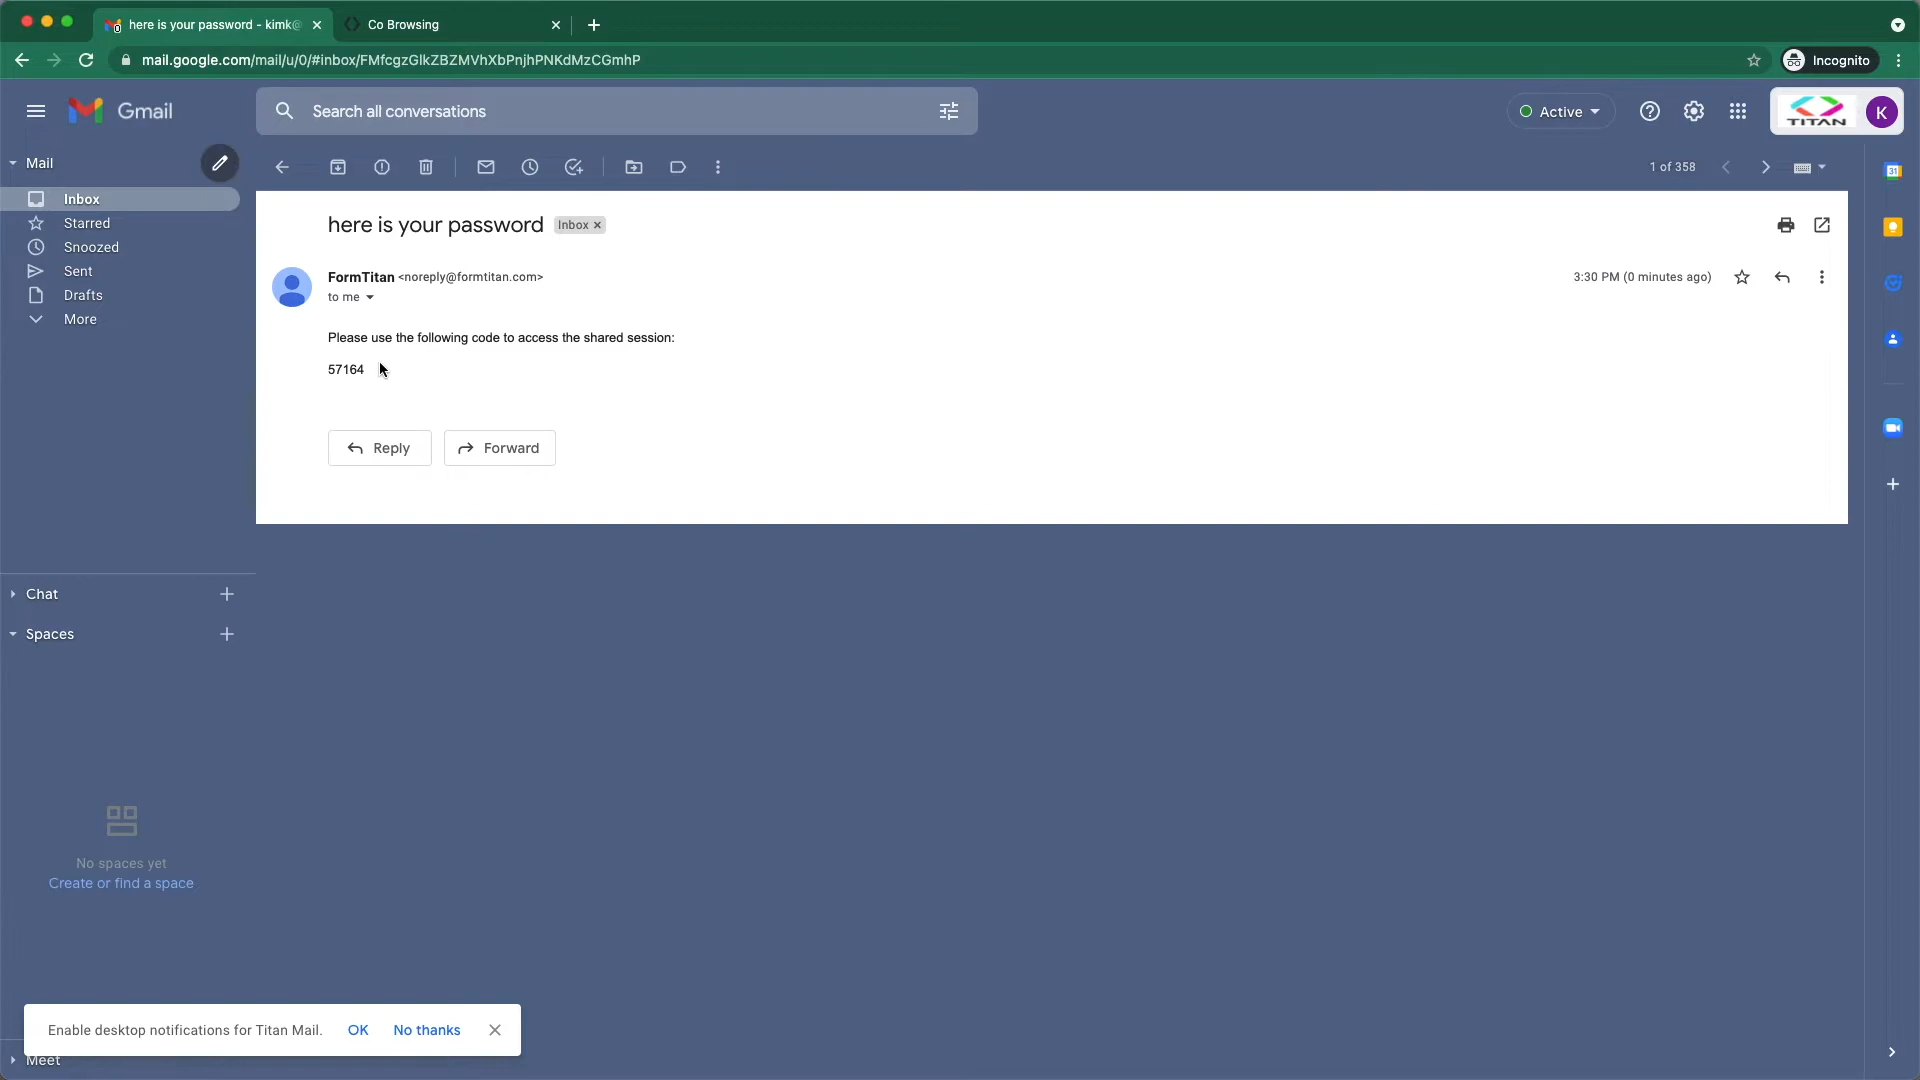 here is your password - kimk@
Co Browsing
mail.google.com/mail/u/0/#inbox/FMfcgzGlkZBZMVhXbPnjhPNKdMzCGmhP
Incognito
Gmail
Search all conversations
Active
TITAN
K
Mail
1 of 358
31
Inbox
Starred
Snoozed
Sent
Drafts
More
here is your password
Inbox ×
FormTitan <noreply@formtitan.com>
3:30 PM (0 minutes ago)
to me
Please use the following code to access the shared session:
57164
Reply
Forward
Chat
Spaces
No spaces yet
Create or find a space
Enable desktop notifications for Titan Mail.
OK
No thanks
Meet